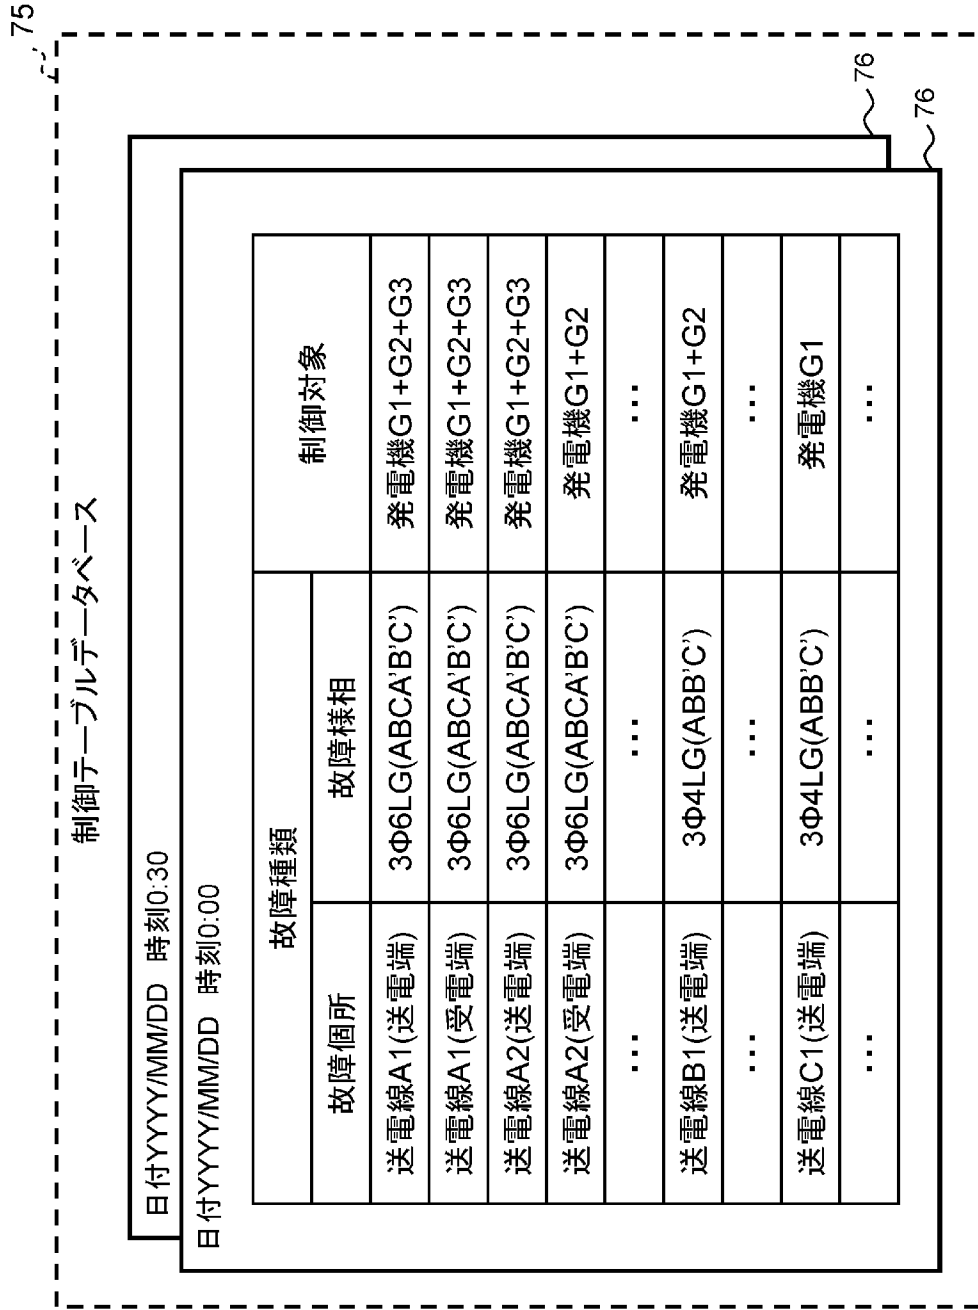 75
制御テーブルデータベース
76
日付YYYY/MM/DD 時刻0:30
76
日付YYYY/MM/DD 時刻0:00
故障種類 制御対象
故障個所 故障様相
送電線A1(送電端) 3Φ6LG(ABCA'B'C') 発電機G1+G2+G3
送電線A1(受電端) 3Φ6LG(ABCA'B'C') 発電機G1+G2+G3
送電線A2(送電端) 3Φ6LG(ABCA'B'C') 発電機G1+G2+G3
送電線A2(受電端) 3Φ6LG(ABCA'B'C') 発電機G1+G2
… … …
送電線B1(送電端) 3Φ4LG(ABB'C') 発電機G1+G2
… … …
送電線C1(送電端) 3Φ4LG(ABB'C') 発電機G1
… … …